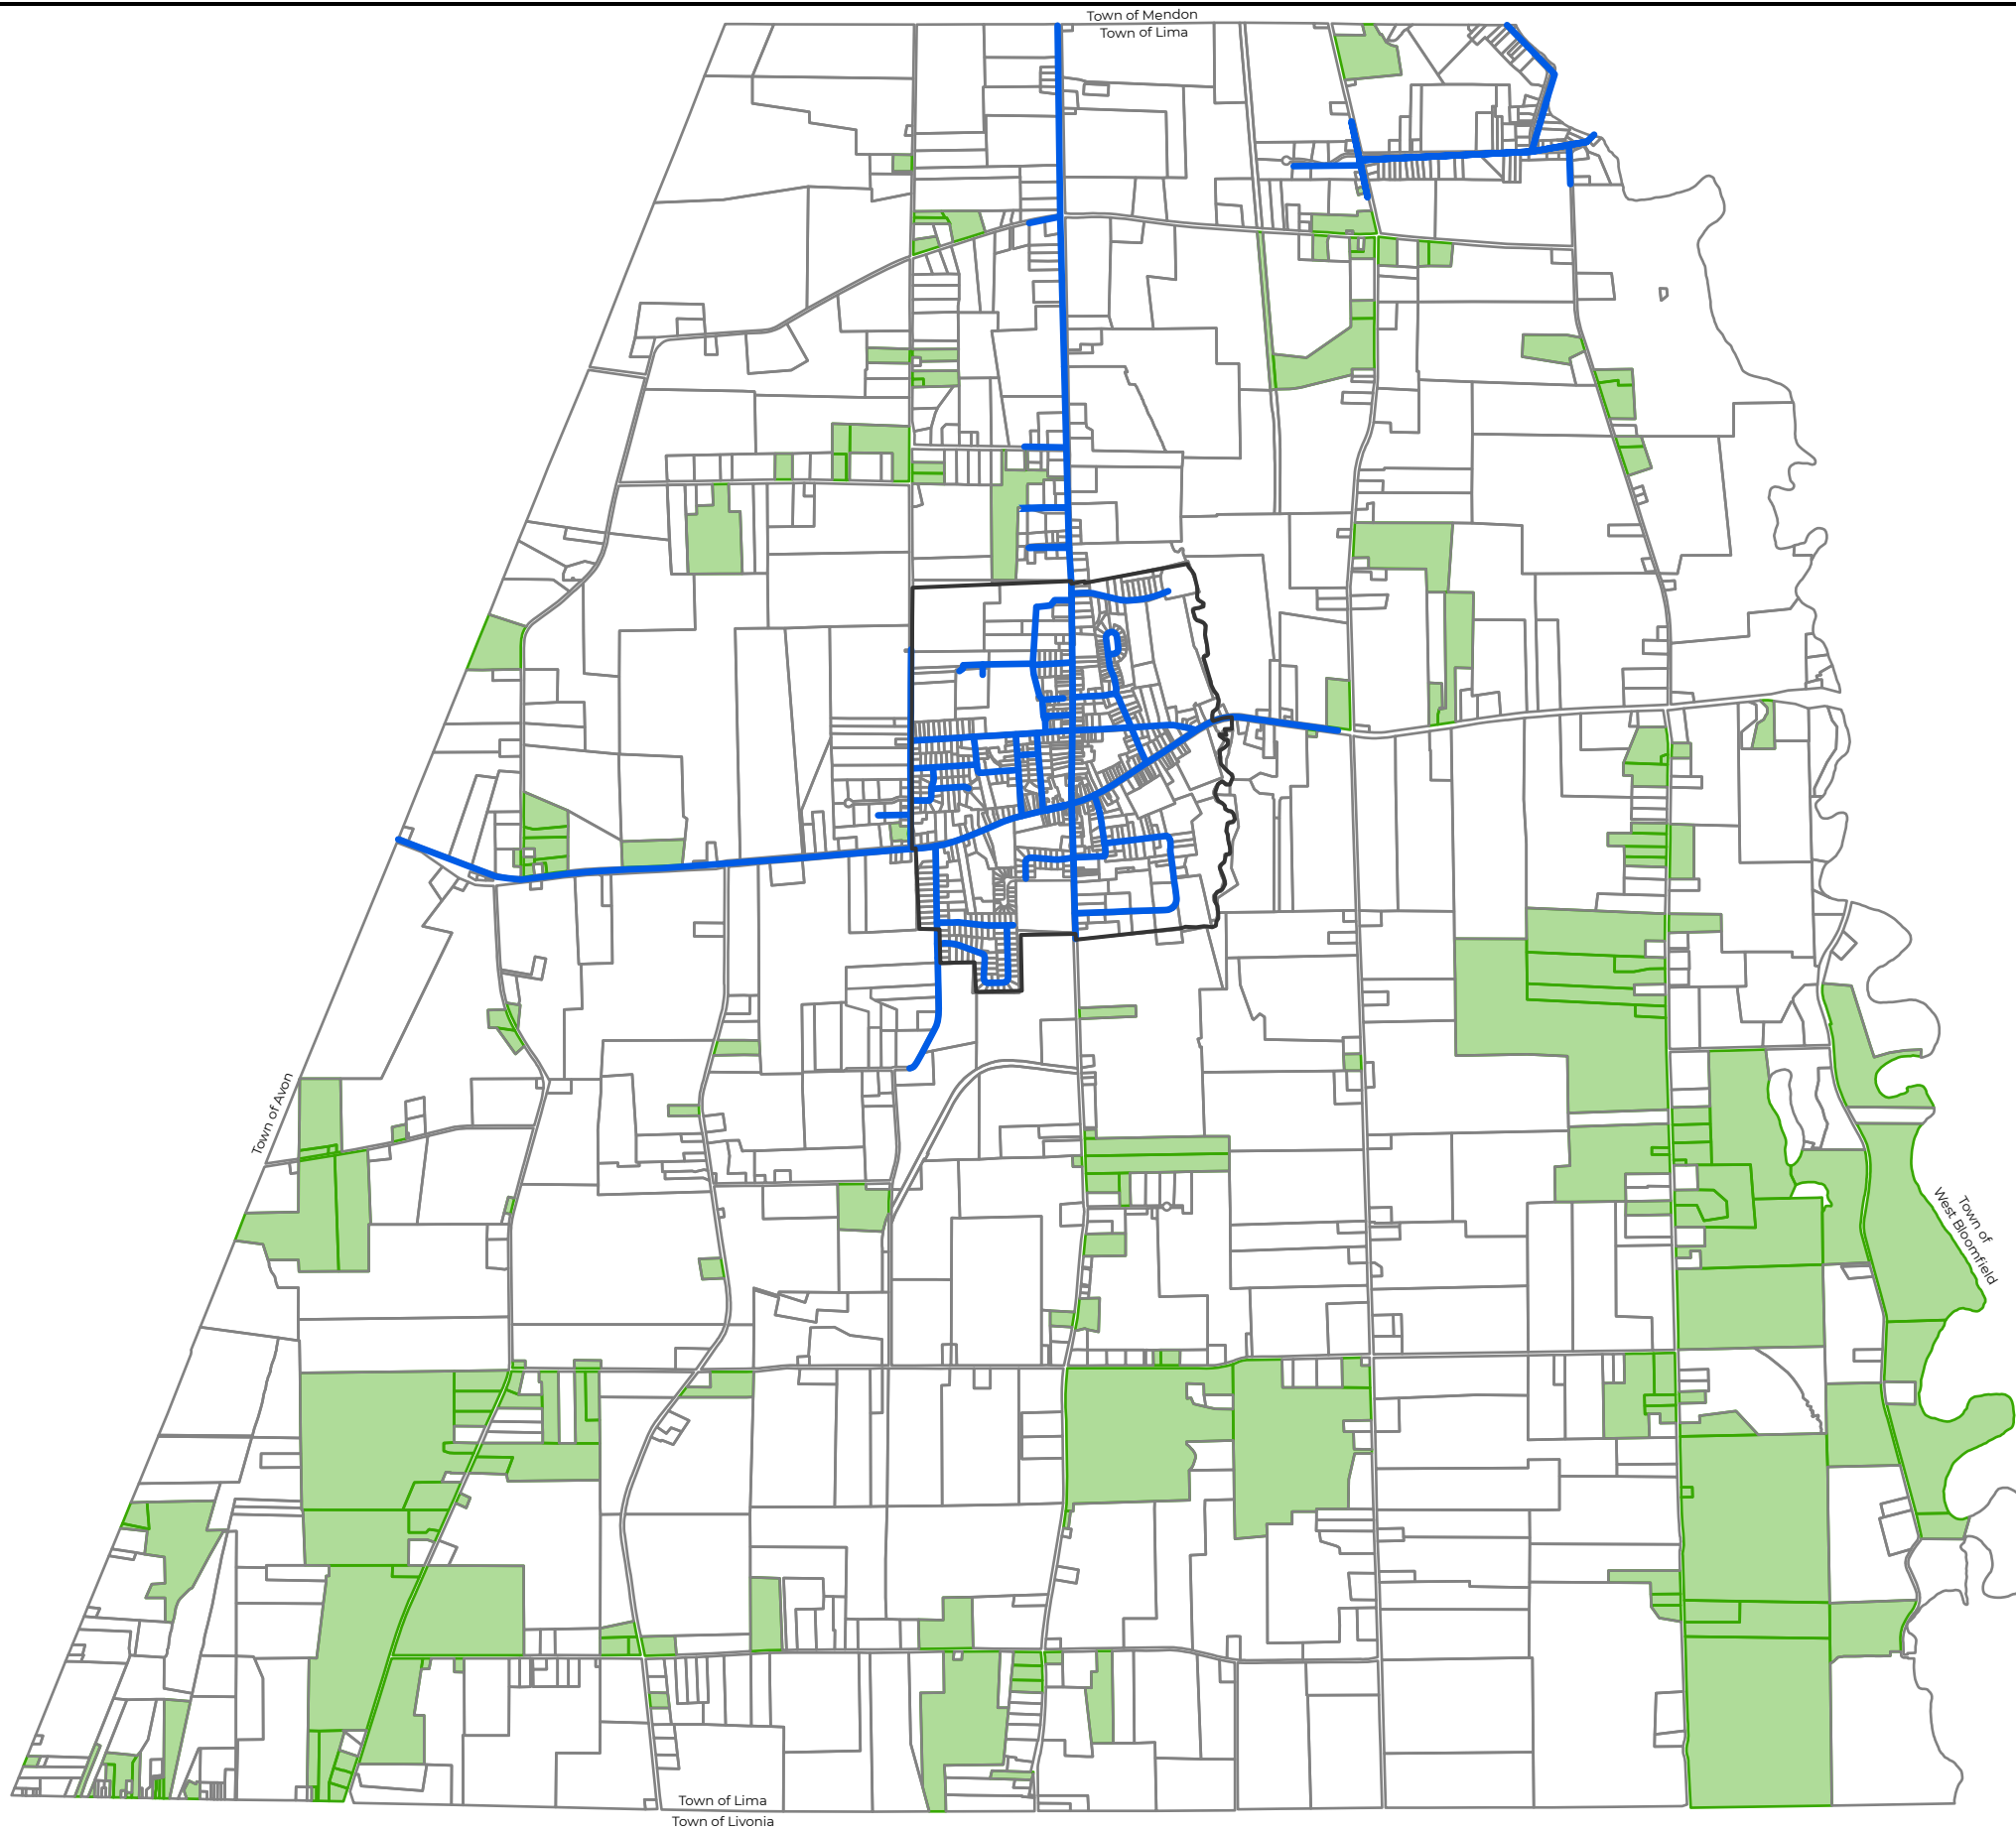 Town of Mendon
Town of Lima
Town of Avon
Town of
West Bloomfield
Town of Lima
Town of Livonia